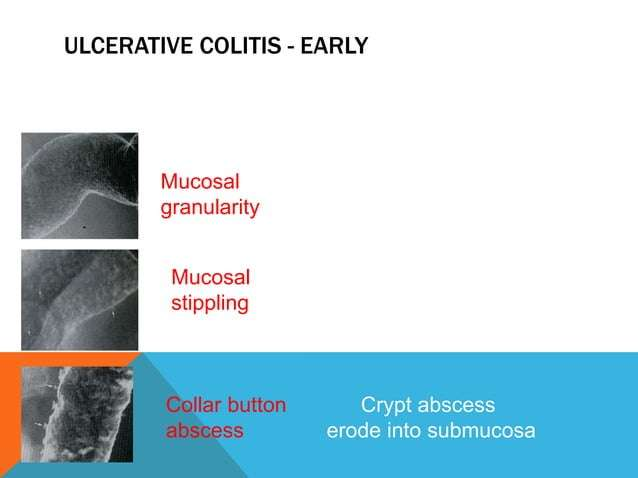 ULCERATIVE COLITIS - EARLY
Mucosal
granularity
Mucosal
stippling
Collar button
abscess
Crypt abscess
erode into submucosa